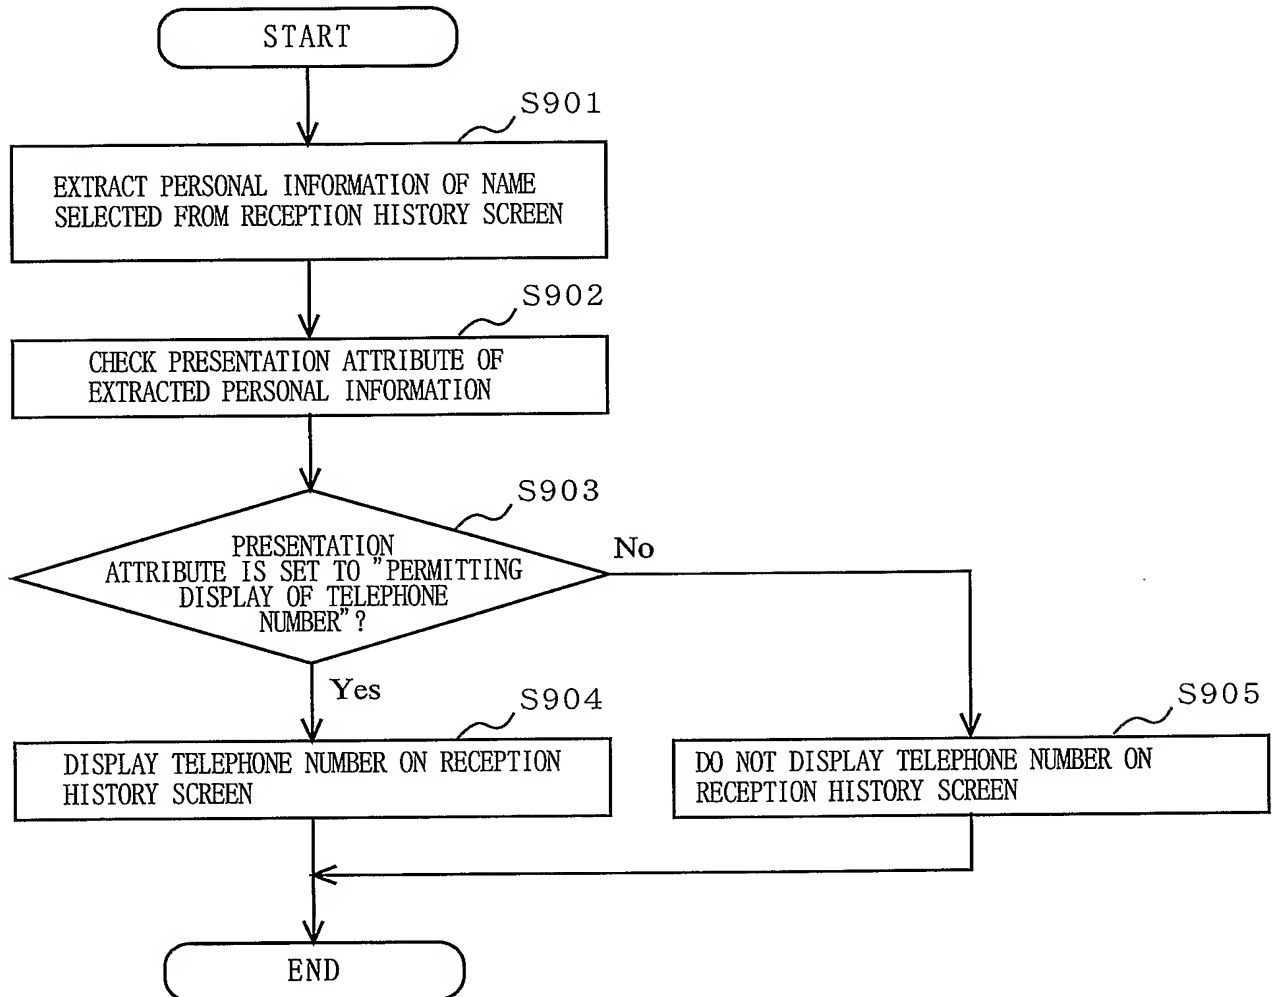 START
S901
EXTRACT PERSONAL INFORMATION OF NAME
SELECTED FROM RECEPTION HISTORY SCREEN
S902
CHECK PRESENTATION ATTRIBUTE OF
EXTRACTED PERSONAL INFORMATION
S903
PRESENTATION
ATTRIBUTE IS SET TO "PERMITTING
DISPLAY OF TELEPHONE
NUMBER"?
No
Yes
S904
DISPLAY TELEPHONE NUMBER ON RECEPTION
HISTORY SCREEN
S905
DO NOT DISPLAY TELEPHONE NUMBER ON
RECEPTION HISTORY SCREEN
END